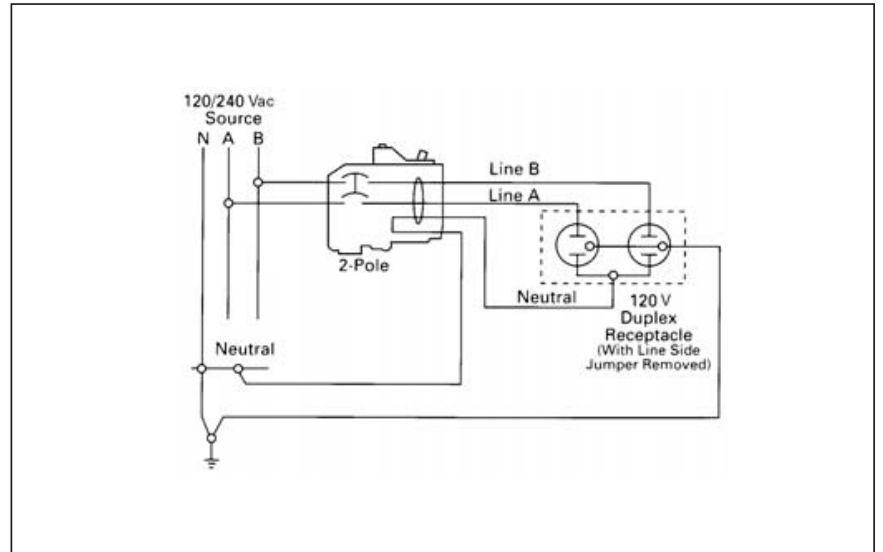 120/240 Vac
Source
N A B
Line B
Line A
2-Pole
Neutral
120 V
Duplex
Receptacle
(With Line Side
Jumper Removed)
Neutral